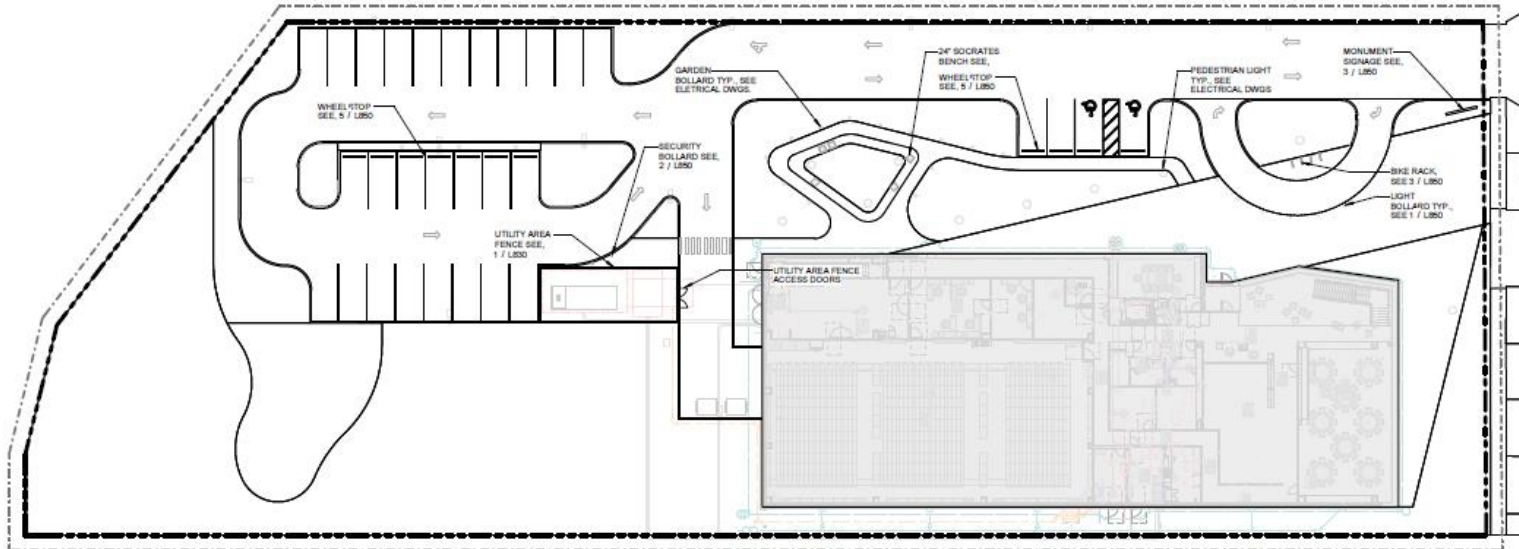 24" SOCRATES
BENCH SEE,
MONUMENT
SIGNAGE SEE,
3 / L850
GARDEN
BOLLARD TYP., SEE
ELETRICAL DWGS.
WHEELSTOP
SEE, 5 / L850
PEDESTRIAN LIGHT
TYP., SEE
ELECTRICAL DWGS
WHEELSTOP
SEE, 5 / L850
SECURITY
BOLLARD SEE,
2 / L850
BIKE RACK,
SEE 3 / L850
LIGHT
BOLLARD TYP.,
SEE 1 / L850
UTILITY AREA
FENCE SEE,
1 / L830
UTILITY AREA FENCE
ACCESS DOORS